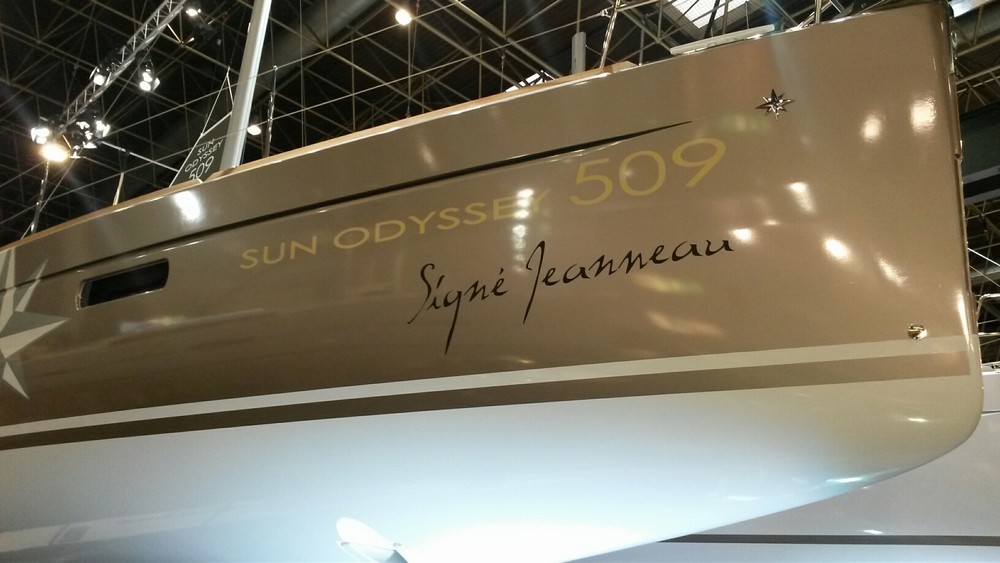 SUN
ODYSSEY
509
SUN ODYSSEY 509
Signé Jeanneau